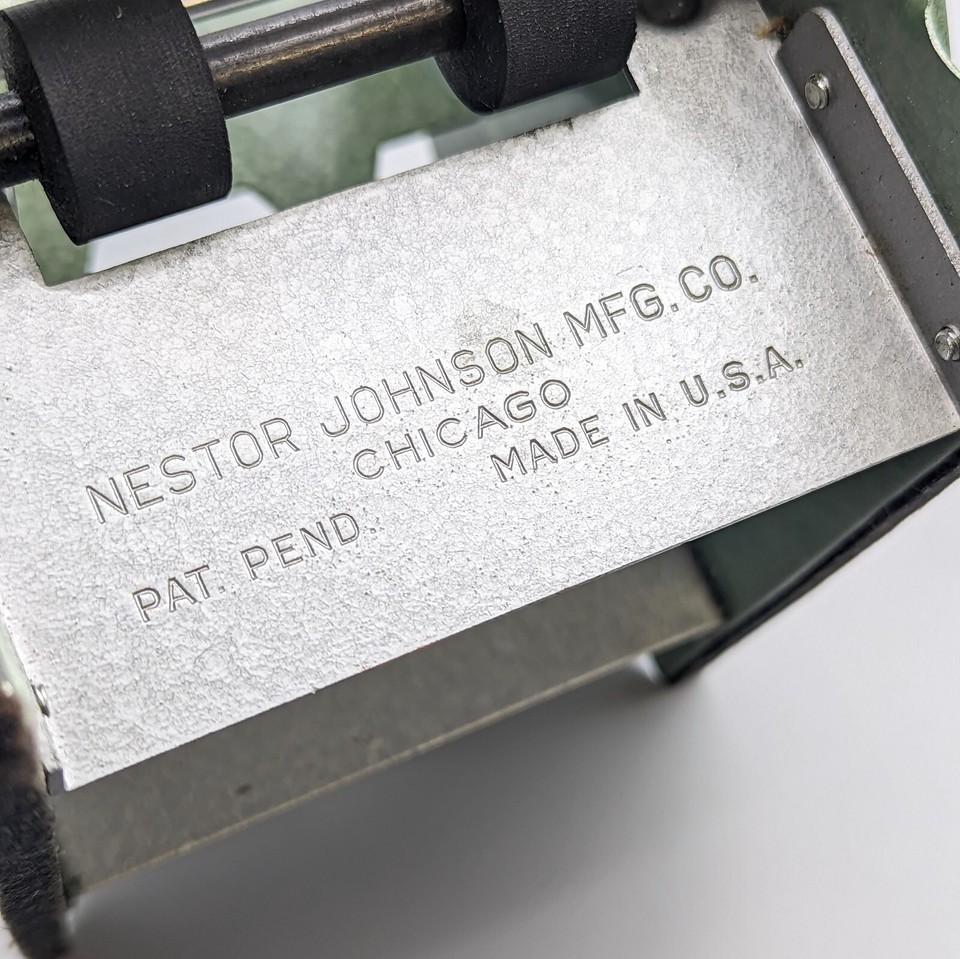 NESTOR JOHNSON MFG. CO.
CHICAGO
PAT. PEND. MADE IN U.S.A.